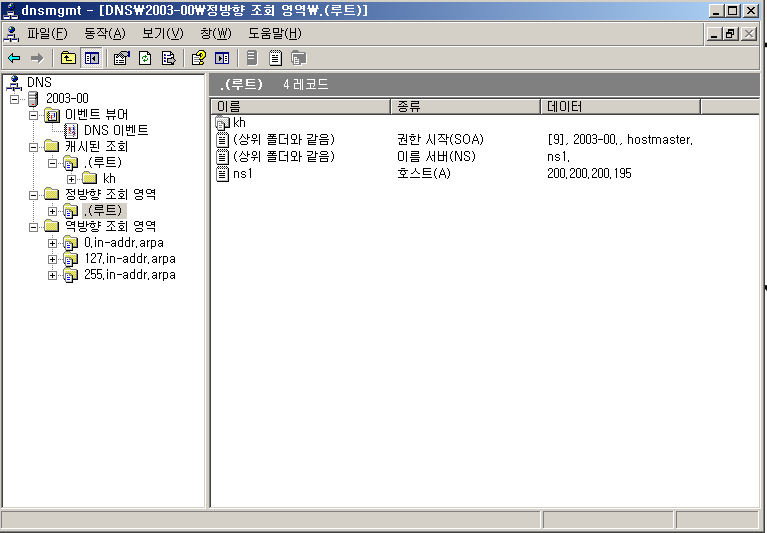 dnsmgmt - [DNS₩2003-00₩정방향 조회 영역₩.(루트)]
파일(F) 동작(A) 보기(V) 창(W) 도움말(H)
.(루트) 4 레코드
DNS
2003-00
이벤트 뷰어
DNS 이벤트
캐시된 조회
.(루트)
kh
정방향 조회 영역
.(루트)
역방향 조회 영역
0.in-addr.arpa
127.in-addr.arpa
255.in-addr.arpa
이름 종류 데이터
kh
(상위 폴더와 같음) 권한 시작(SOA) [9], 2003-00., hostmaster.
(상위 폴더와 같음) 이름 서버(NS) ns1.
ns1 호스트(A) 200.200.200.195